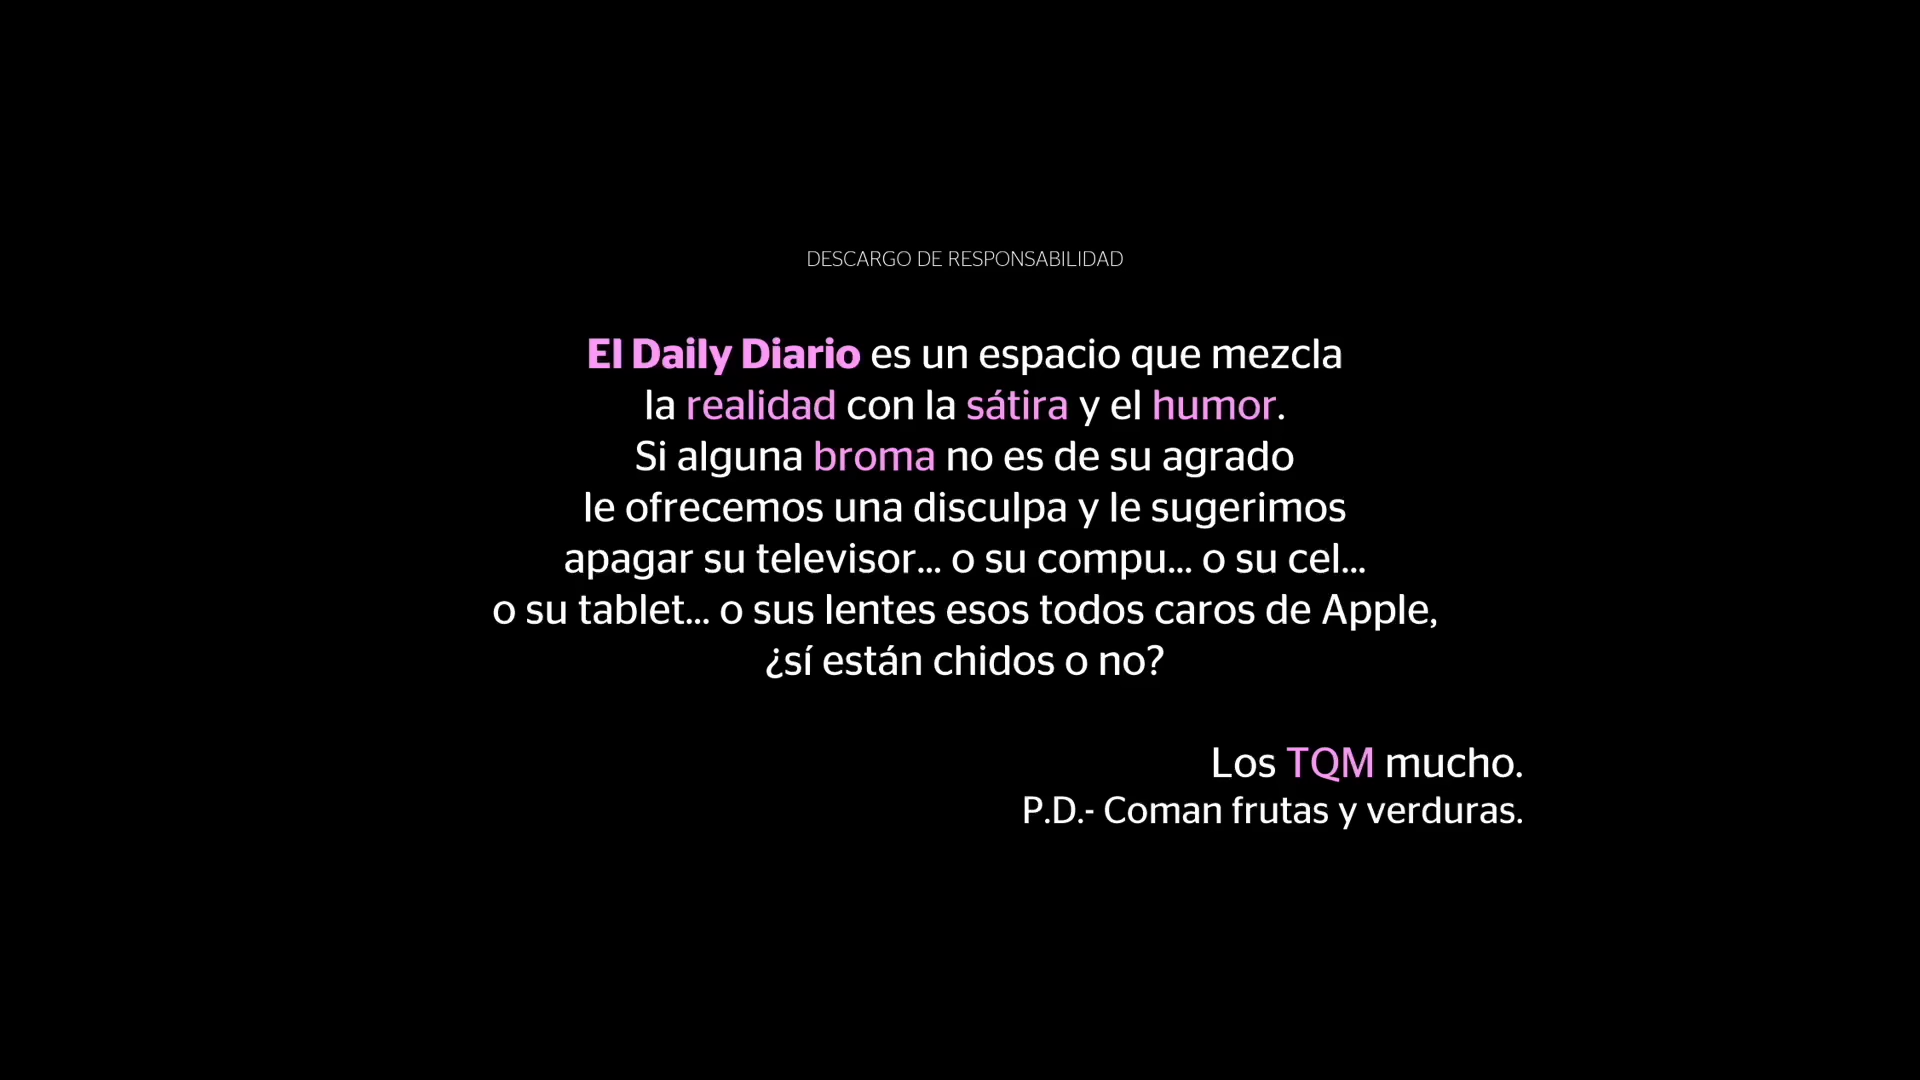 DESCARGO DE RESPONSABILIDAD
El Daily Diario es un espacio que mezcla
la realidad con la sátira y el humor.
Si alguna broma no es de su agrado
le ofrecemos una disculpa y le sugerimos
apagar su televisor... o su compu... o su cel...
o su tablet... o sus lentes esos todos caros de Apple,
¿sí están chidos o no?
Los TQM mucho.
P.D.- Coman frutas y verduras.